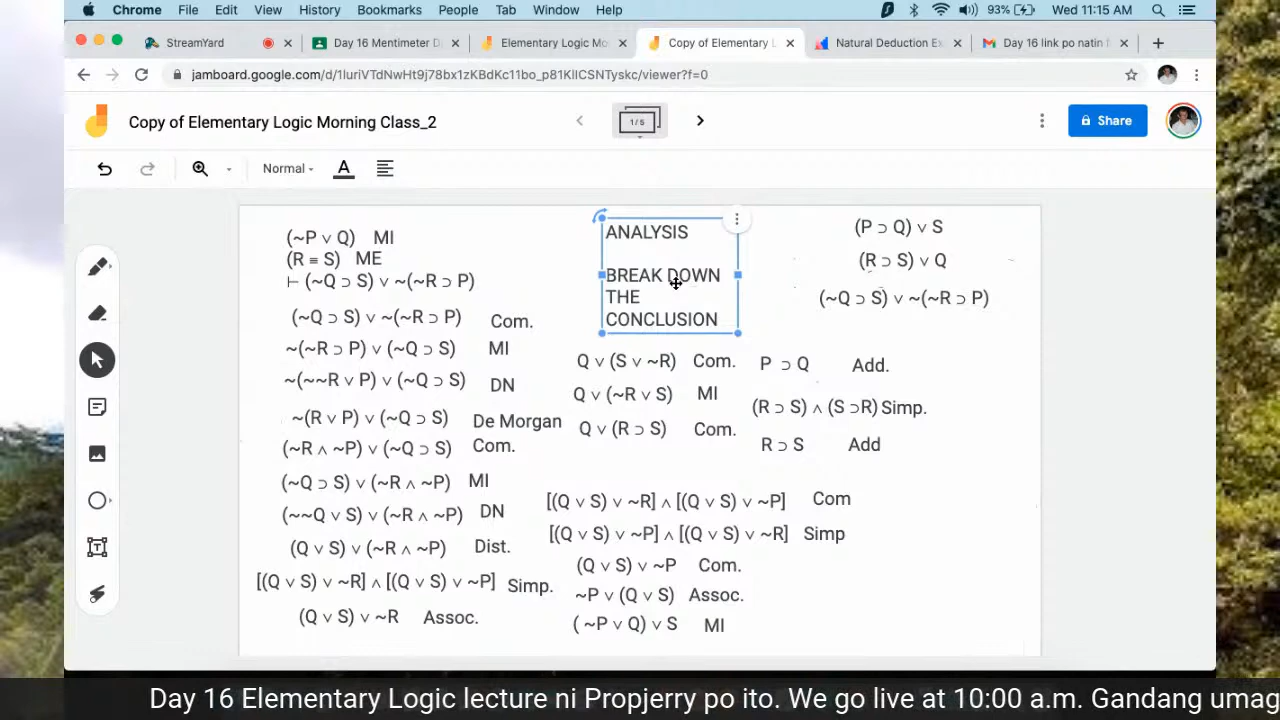 Chrome File Edit View History Bookmarks People Tab Window Help 93% Wed 11:15 AM
StreamYard
Day 16 Mentimeter D
Elementary Logic Mo
Copy of Elementary L
Natural Deduction Ex
Day 16 link po natin f
jamboard.google.com/d/1IuriVTdNwHt9j78bx1zKBdKc11bo_p81KIlCSNTyskc/viewer?f=0
Copy of Elementary Logic Morning Class_2
1/5
Share
Normal
A
(~P ∨ Q) MI
(R ≡ S) ME
⊢ (~Q ⊃ S) ∨ ~(~R ⊃ P)
(~Q ⊃ S) ∨ ~(~R ⊃ P) Com.
~(~R ⊃ P) ∨ (~Q ⊃ S) MI
~(~~R ∨ P) ∨ (~Q ⊃ S) DN
~(R ∨ P) ∨ (~Q ⊃ S) De Morgan
(~R ∧ ~P) ∨ (~Q ⊃ S) Com.
(~Q ⊃ S) ∨ (~R ∧ ~P) MI
(~~Q ∨ S) ∨ (~R ∧ ~P) DN
(Q ∨ S) ∨ (~R ∧ ~P) Dist.
[(Q ∨ S) ∨ ~R] ∧ [(Q ∨ S) ∨ ~P] Simp.
(Q ∨ S) ∨ ~R Assoc.
ANALYSIS
BREAK DOWN
THE
CONCLUSION
Q ∨ (S ∨ ~R) Com.
Q ∨ (~R ∨ S) MI
Q ∨ (R ⊃ S) Com.
[(Q ∨ S) ∨ ~R] ∧ [(Q ∨ S) ∨ ~P] Com
[(Q ∨ S) ∨ ~P] ∧ [(Q ∨ S) ∨ ~R] Simp
(Q ∨ S) ∨ ~P Com.
~P ∨ (Q ∨ S) Assoc.
( ~P ∨ Q) ∨ S MI
(P ⊃ Q) ∨ S
(R ⊃ S) ∨ Q
(~Q ⊃ S) ∨ ~(~R ⊃ P)
P ⊃ Q Add.
(R ⊃ S) ∧ (S ⊃R) Simp.
R ⊃ S Add
Day 16 Elementary Logic lecture ni Propjerry po ito. We go live at 10:00 a.m. Gandang umag